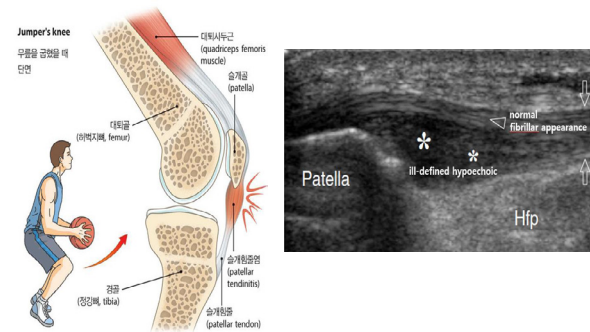 Jumper's knee
무릎을 굽혔을 때
단면
대퇴사두근
(quadriceps femoris
muscle)
슬개골
(patella)
대퇴골
(허벅지뼈, femur)
슬개힘줄염
(patellar
tendinitis)
경골
(정강뼈, tibia)
슬개힘줄
(patellar tendon)
normal
fibrillar appearance
ill-defined hypoechoic
Patella
Hfp